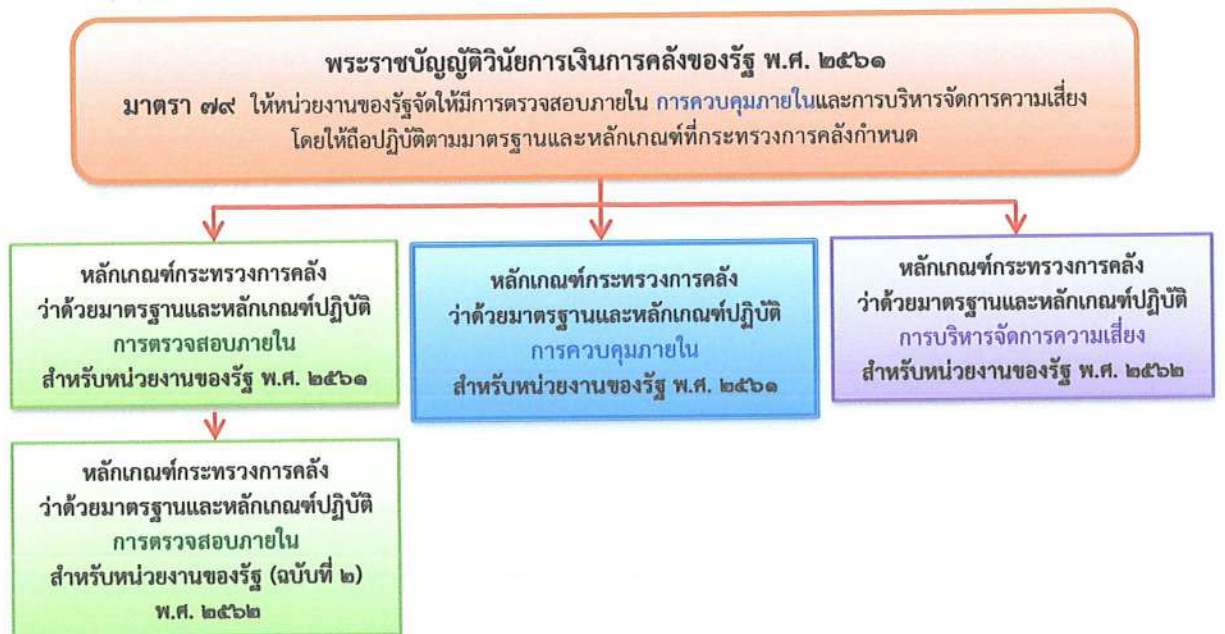 พระราชบัญญัติวินัยการเงินการคลังของรัฐ พ.ศ. ๒๕๖๑
มาตรา ๗๙ ให้หน่วยงานของรัฐจัดให้มีการตรวจสอบภายใน การควบคุมภายในและการบริหารจัดการความเสี่ยง
โดยให้ถือปฏิบัติตามมาตรฐานและหลักเกณฑ์ที่กระทรวงการคลังกำหนด
หลักเกณฑ์กระทรวงการคลัง
ว่าด้วยมาตรฐานและหลักเกณฑ์ปฏิบัติ
การตรวจสอบภายใน
สำหรับหน่วยงานของรัฐ พ.ศ. ๒๕๖๑
หลักเกณฑ์กระทรวงการคลัง
ว่าด้วยมาตรฐานและหลักเกณฑ์ปฏิบัติ
การควบคุมภายใน
สำหรับหน่วยงานของรัฐ พ.ศ. ๒๕๖๑
หลักเกณฑ์กระทรวงการคลัง
ว่าด้วยมาตรฐานและหลักเกณฑ์ปฏิบัติ
การบริหารจัดการความเสี่ยง
สำหรับหน่วยงานของรัฐ พ.ศ. ๒๕๖๒
หลักเกณฑ์กระทรวงการคลัง
ว่าด้วยมาตรฐานและหลักเกณฑ์ปฏิบัติ
การตรวจสอบภายใน
สำหรับหน่วยงานของรัฐ (ฉบับที่ ๒)
พ.ศ. ๒๕๖๒